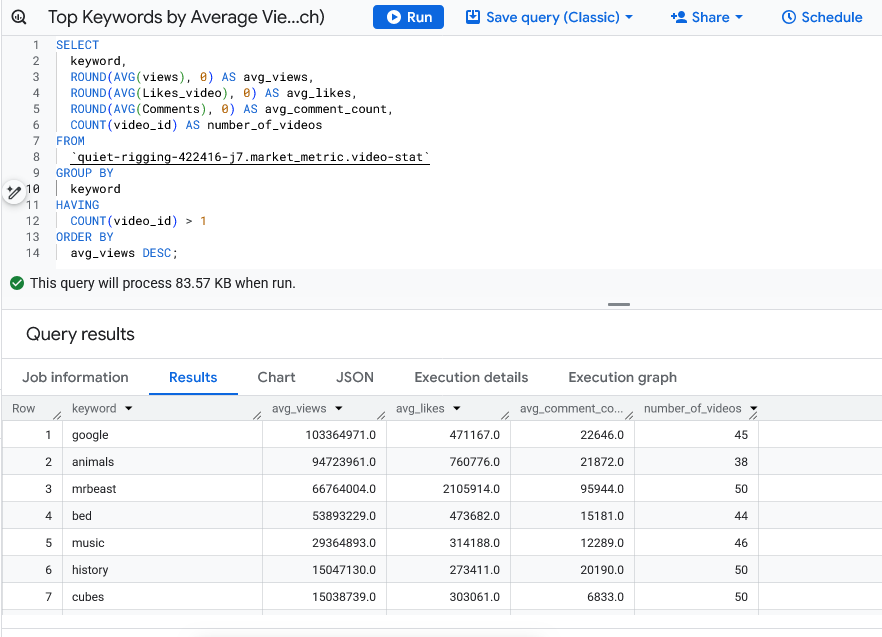 Top Keywords by Average Vie...ch)
Run
Save query (Classic)
Share
Schedule
1 SELECT
2 keyword,
3 ROUND(AVG(views), 0) AS avg_views,
4 ROUND(AVG(Likes_video), 0) AS avg_likes,
5 ROUND(AVG(Comments), 0) AS avg_comment_count,
6 COUNT(video_id) AS number_of_videos
7 FROM
8 `quiet-rigging-422416-j7.market_metric.video-stat`
9 GROUP BY
10 keyword
11 HAVING
12 COUNT(video_id) > 1
13 ORDER BY
14 avg_views DESC;
This query will process 83.57 KB when run.
Query results
Job information Results Chart JSON Execution details Execution graph
Row keyword avg_views avg_likes avg_comment_co... number_of_videos
1 google 103364971.0 471167.0 22646.0 45
2 animals 94723961.0 760776.0 21872.0 38
3 mrbeast 66764004.0 2105914.0 95944.0 50
4 bed 53893229.0 473682.0 15181.0 44
5 music 29364893.0 314188.0 12289.0 46
6 history 15047130.0 273411.0 20190.0 50
7 cubes 15038739.0 303061.0 6833.0 50